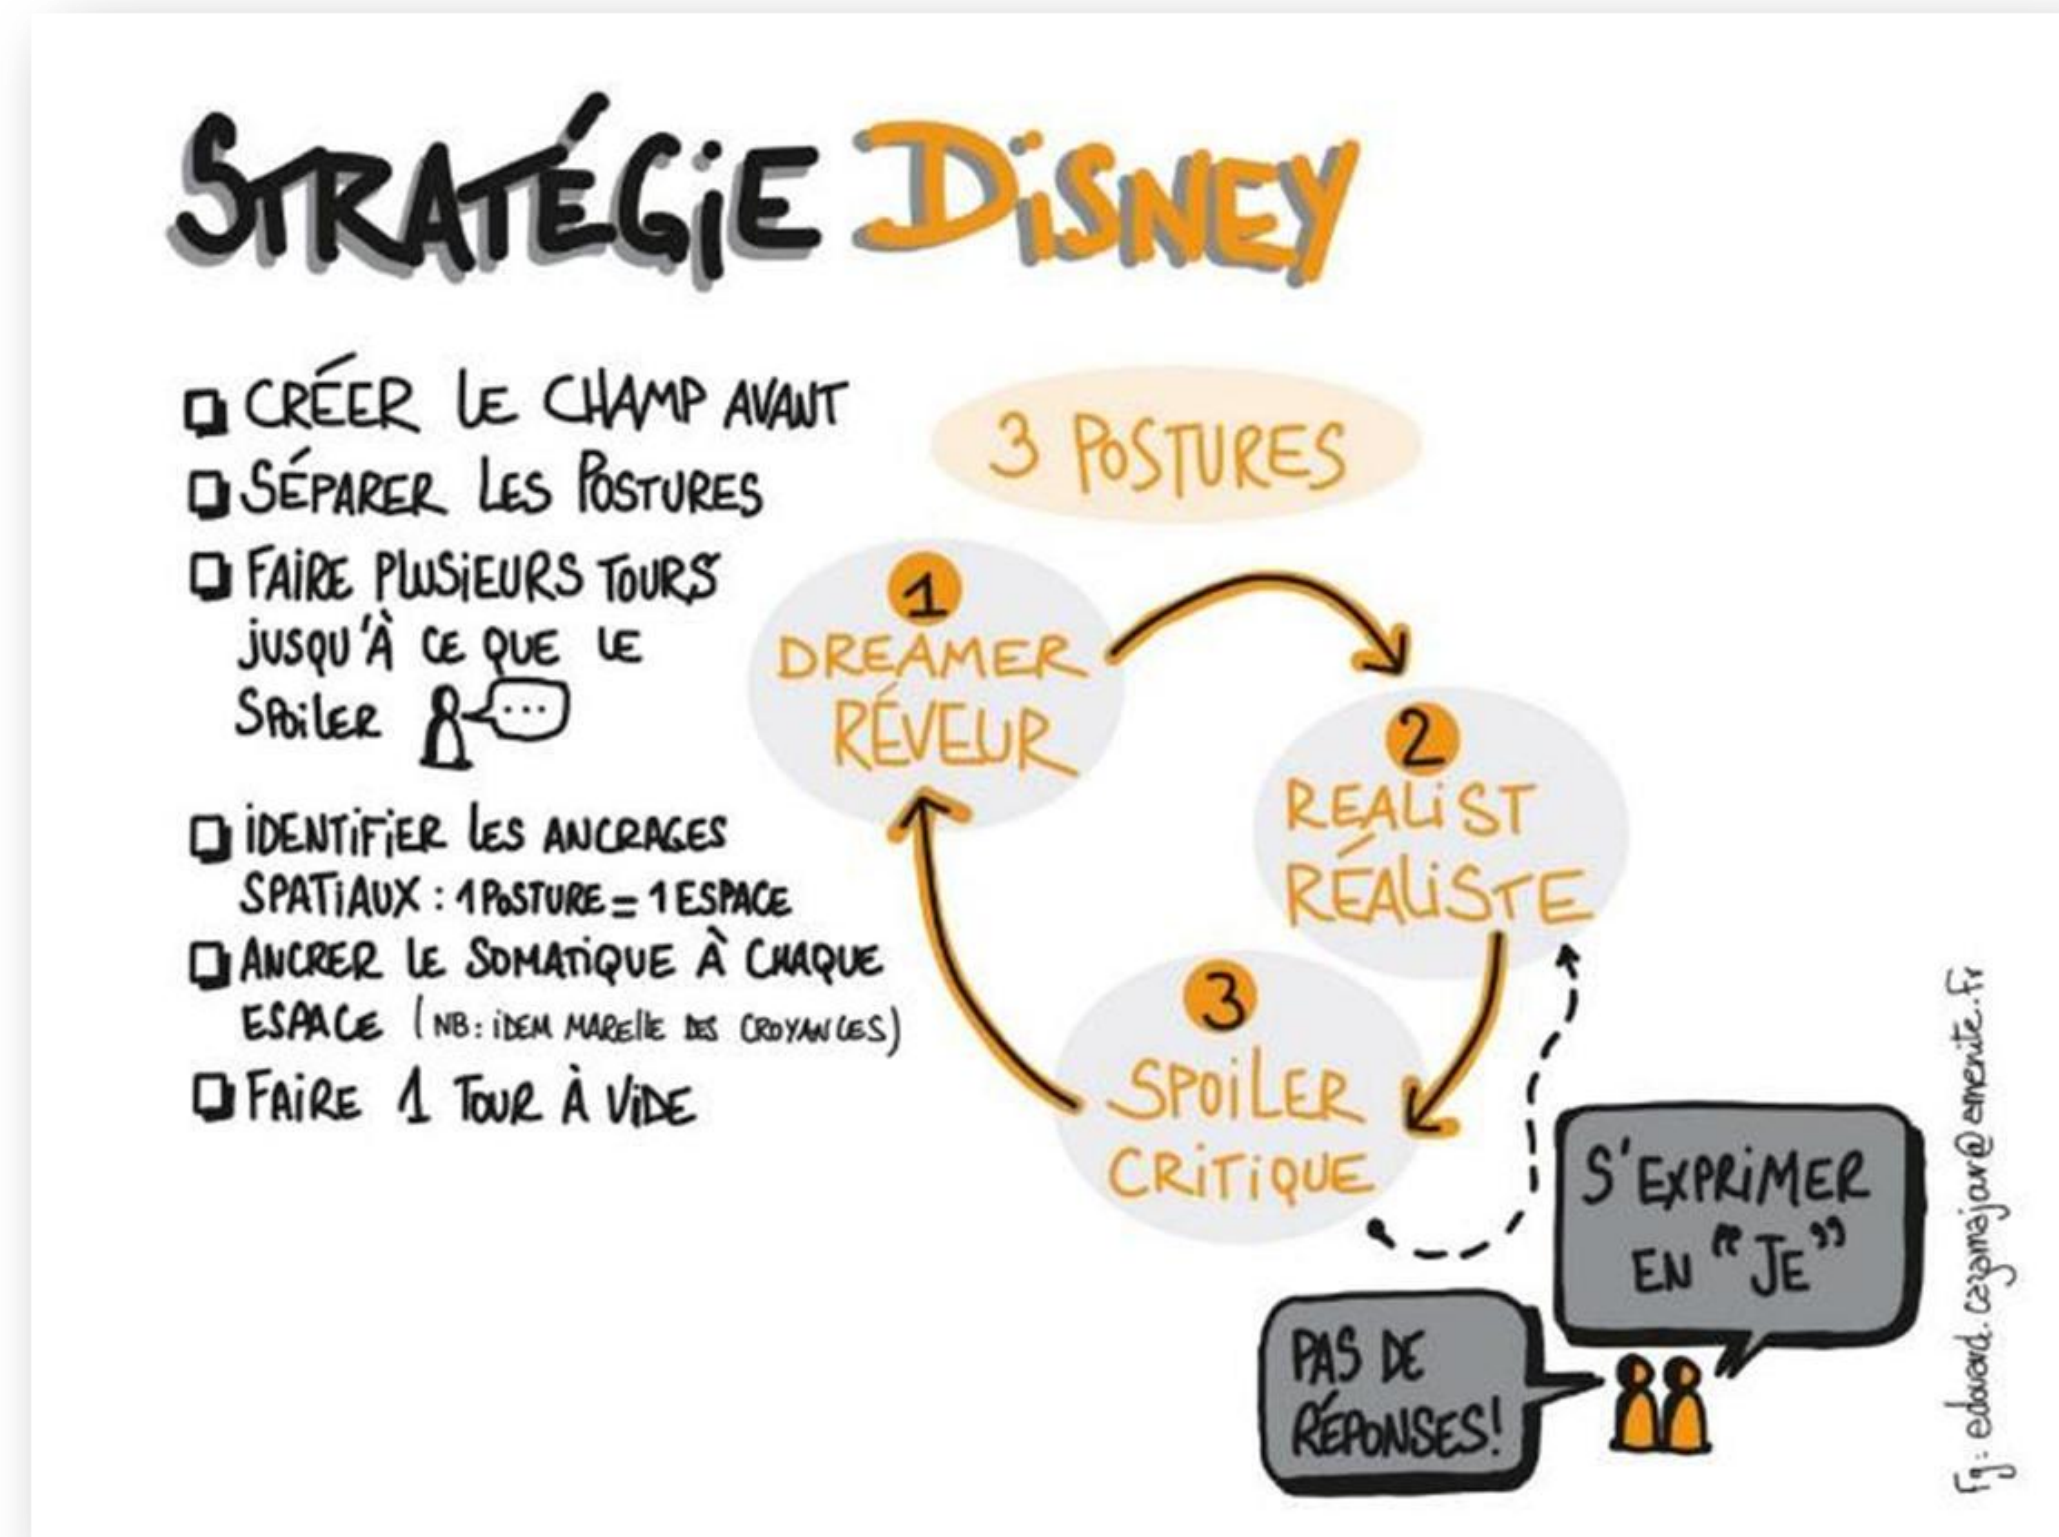 STRATÉGIE DISNEY
CRÉER LE CHAMP AVANT
SÉPARER LES POSTURES
FAIRE PLUSIEURS TOURS
JUSQU'À CE QUE LE
SPOILER ...
IDENTIFIER LES ANCRAGES
SPATIAUX : 1 POSTURE = 1 ESPACE
ANCRER LE SOMATIQUE À CHAQUE
ESPACE (NB : IDEM MARELLE DES CROYANCES)
FAIRE 1 TOUR À VIDE
3 POSTURES
1
DREAMER
RÉVEUR
2
REALIST
RÉALISTE
3
SPOILER
CRITIQUE
S'EXPRIMER
EN "JE"
PAS DE
RÉPONSES!
Fg: edouard.cazamajour@emenite.fr